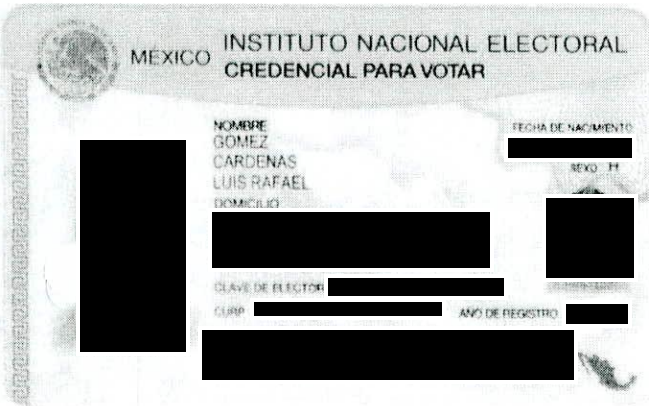 MÉXICO
INSTITUTO NACIONAL ELECTORAL
CREDENCIAL PARA VOTAR
NOMBRE
GOMEZ
CARDENAS
LUIS RAFAEL
DOMICILIO
FECHA DE NACIMIENTO
SEXO H
CLAVE DE ELECTOR
CURP
AÑO DE REGISTRO